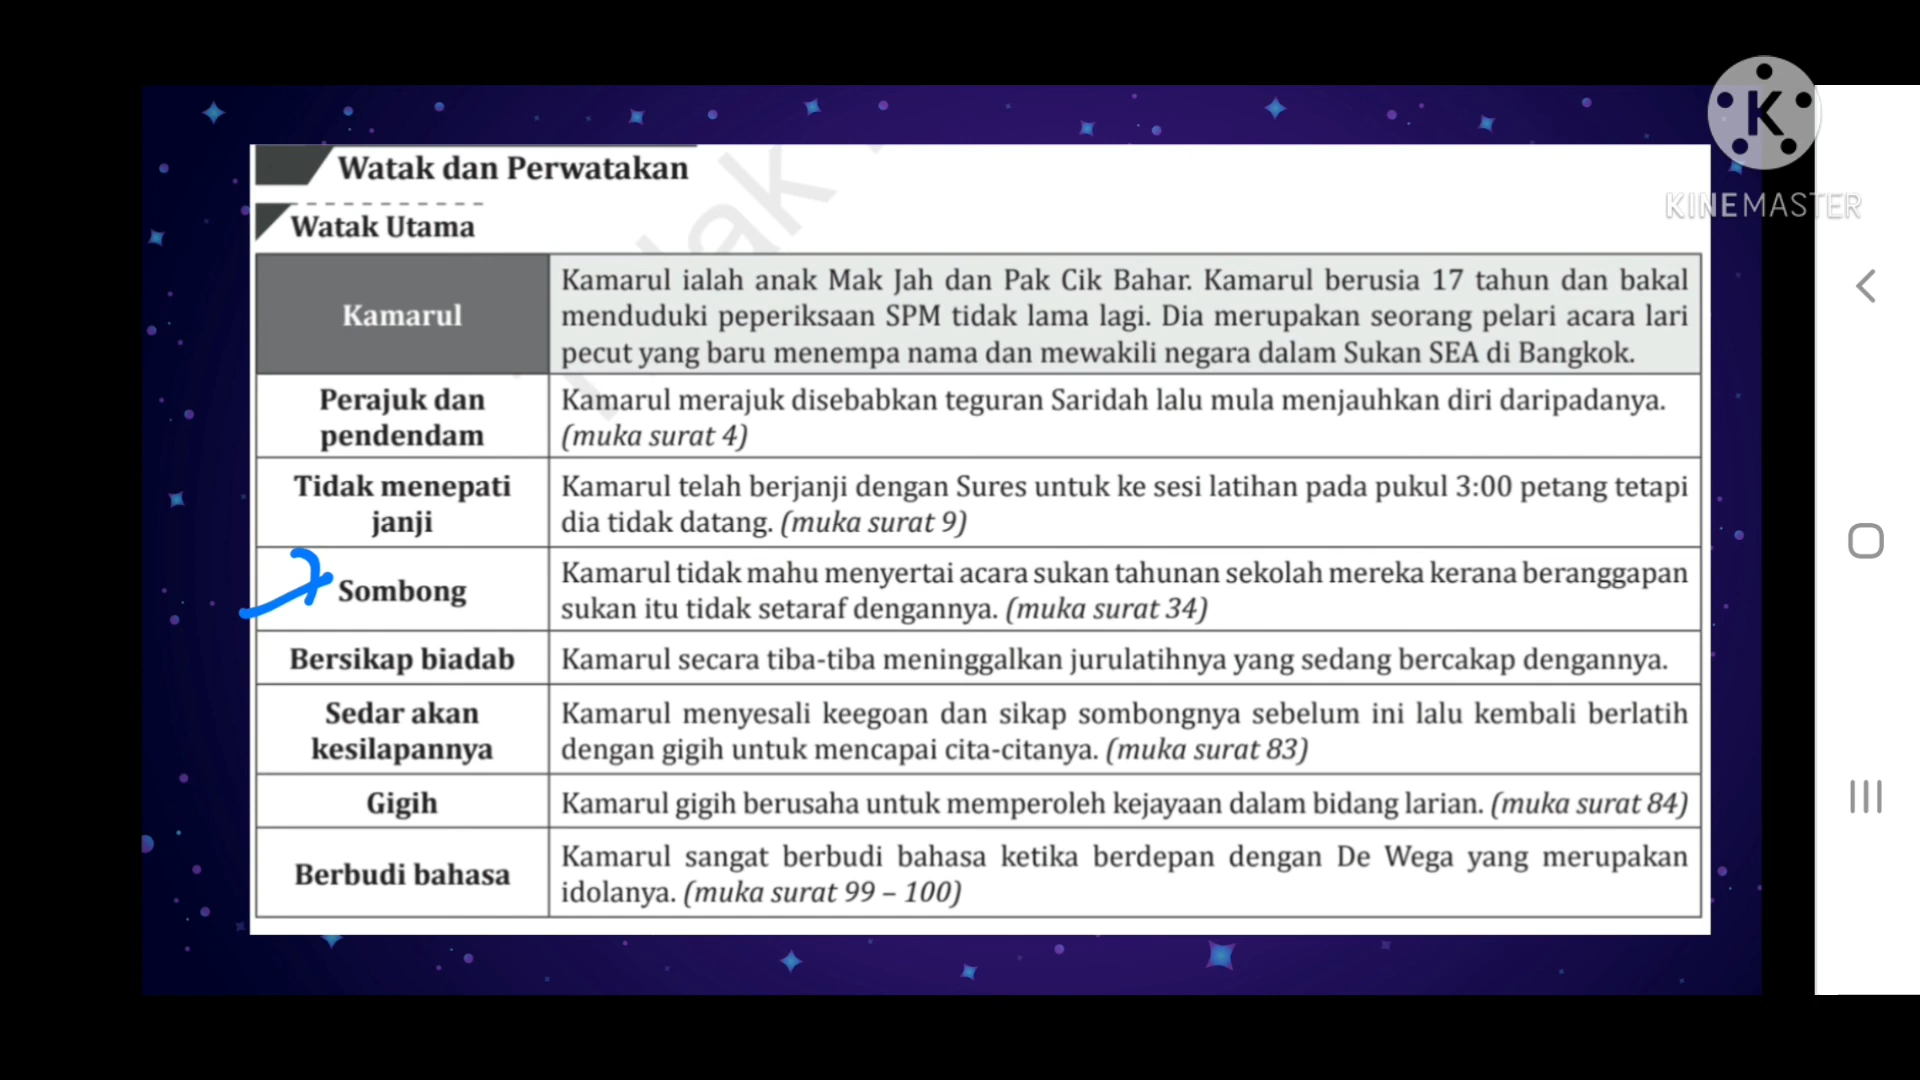 Watak dan Perwatakan
Watak Utama
Kamarul
Kamarul ialah anak Mak Jah dan Pak Cik Bahar. Kamarul berusia 17 tahun dan bakal
menduduki peperiksaan SPM tidak lama lagi. Dia merupakan seorang pelari acara lari
pecut yang baru menempa nama dan mewakili negara dalam Sukan SEA di Bangkok.
Perajuk dan
pendendam
Kamarul merajuk disebabkan teguran Saridah lalu mula menjauhkan diri daripadanya.
(muka surat 4)
Tidak menepati
janji
Kamarul telah berjanji dengan Sures untuk ke sesi latihan pada pukul 3:00 petang tetapi
dia tidak datang. (muka surat 9)
Sombong
Kamarul tidak mahu menyertai acara sukan tahunan sekolah mereka kerana beranggapan
sukan itu tidak setaraf dengannya. (muka surat 34)
Bersikap biadab
Kamarul secara tiba-tiba meninggalkan jurulatihnya yang sedang bercakap dengannya.
Sedar akan
kesilapannya
Kamarul menyesali keegoan dan sikap sombongnya sebelum ini lalu kembali berlatih
dengan gigih untuk mencapai cita-citanya. (muka surat 83)
Gigih
Kamarul gigih berusaha untuk memperoleh kejayaan dalam bidang larian. (muka surat 84)
Berbudi bahasa
Kamarul sangat berbudi bahasa ketika berdepan dengan De Wega yang merupakan
idolanya. (muka surat 99 – 100)
K
KINEMASTER